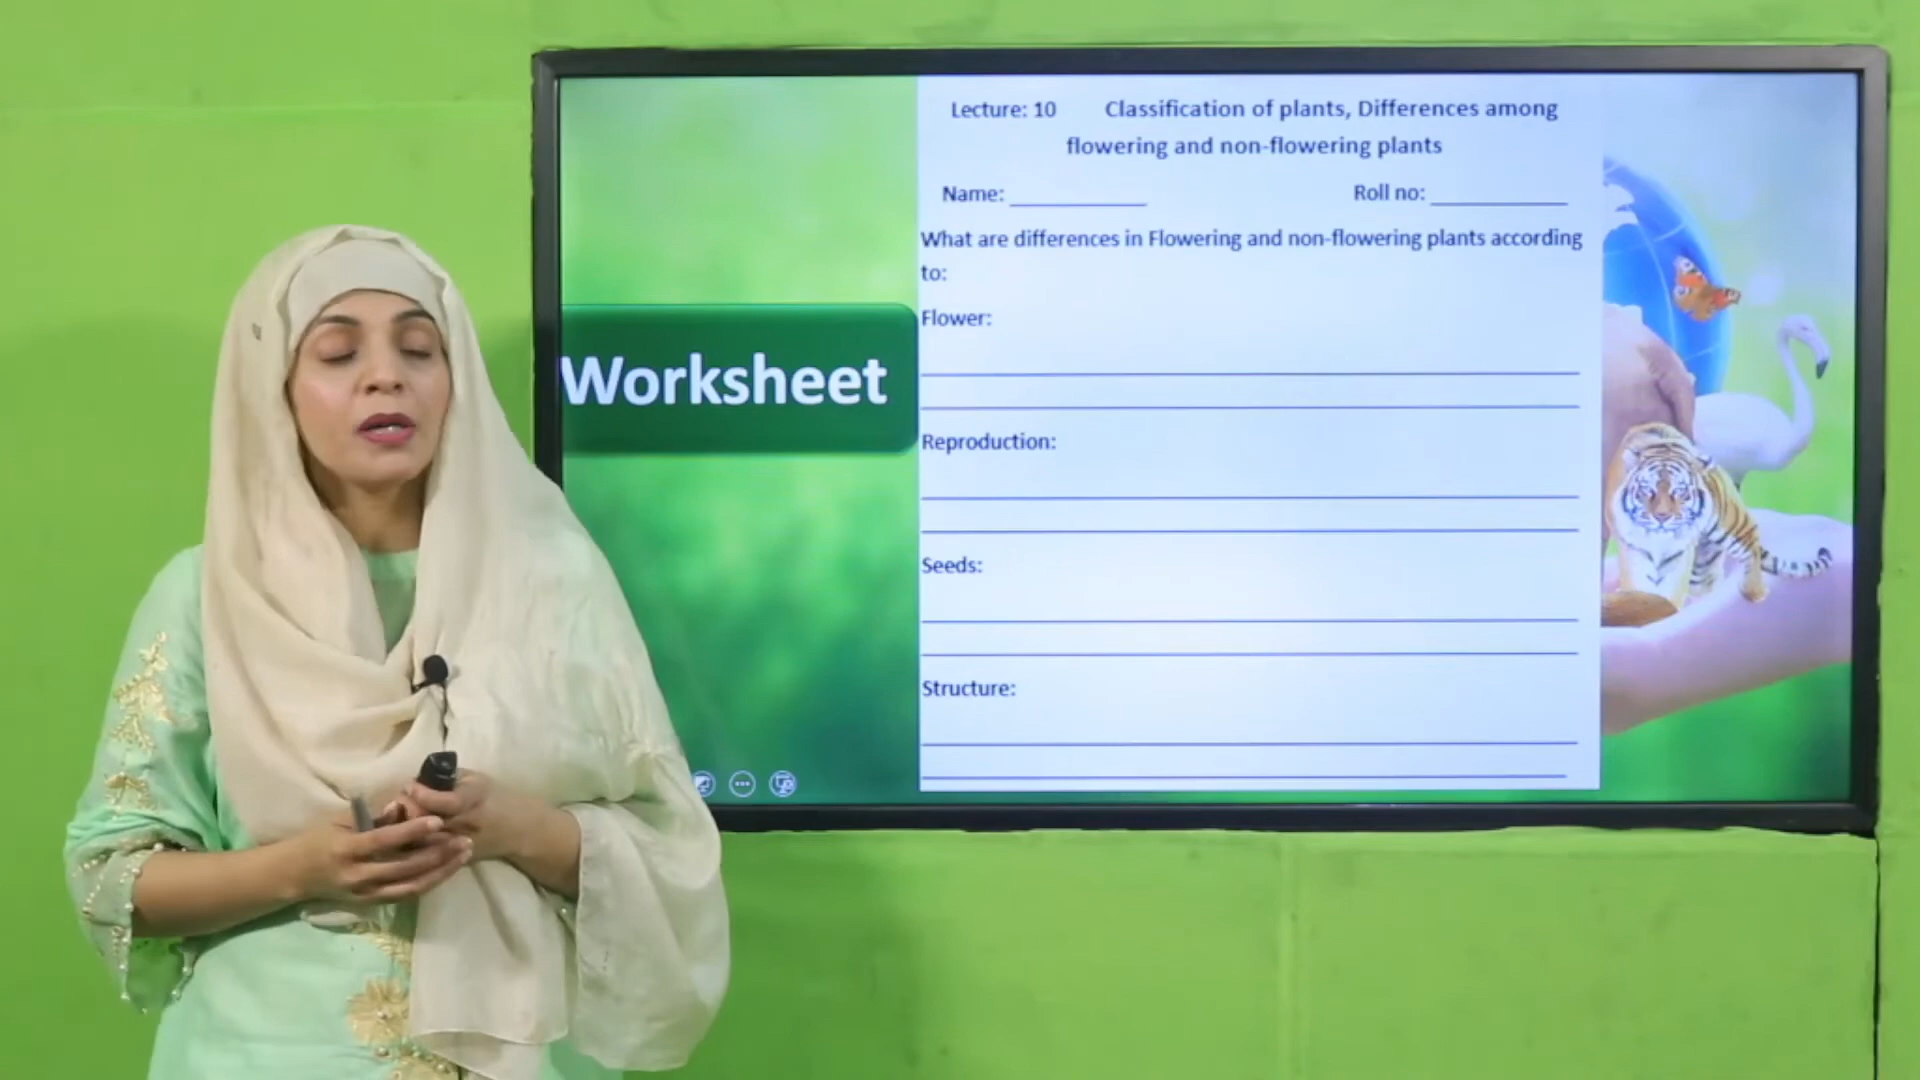 Lecture: 10 Classification of plants, Differences among
flowering and non-flowering plants
Name: ____________ Roll no: ____________
What are differences in Flowering and non-flowering plants according
to:
Flower:
Worksheet
Reproduction:
Seeds:
Structure: